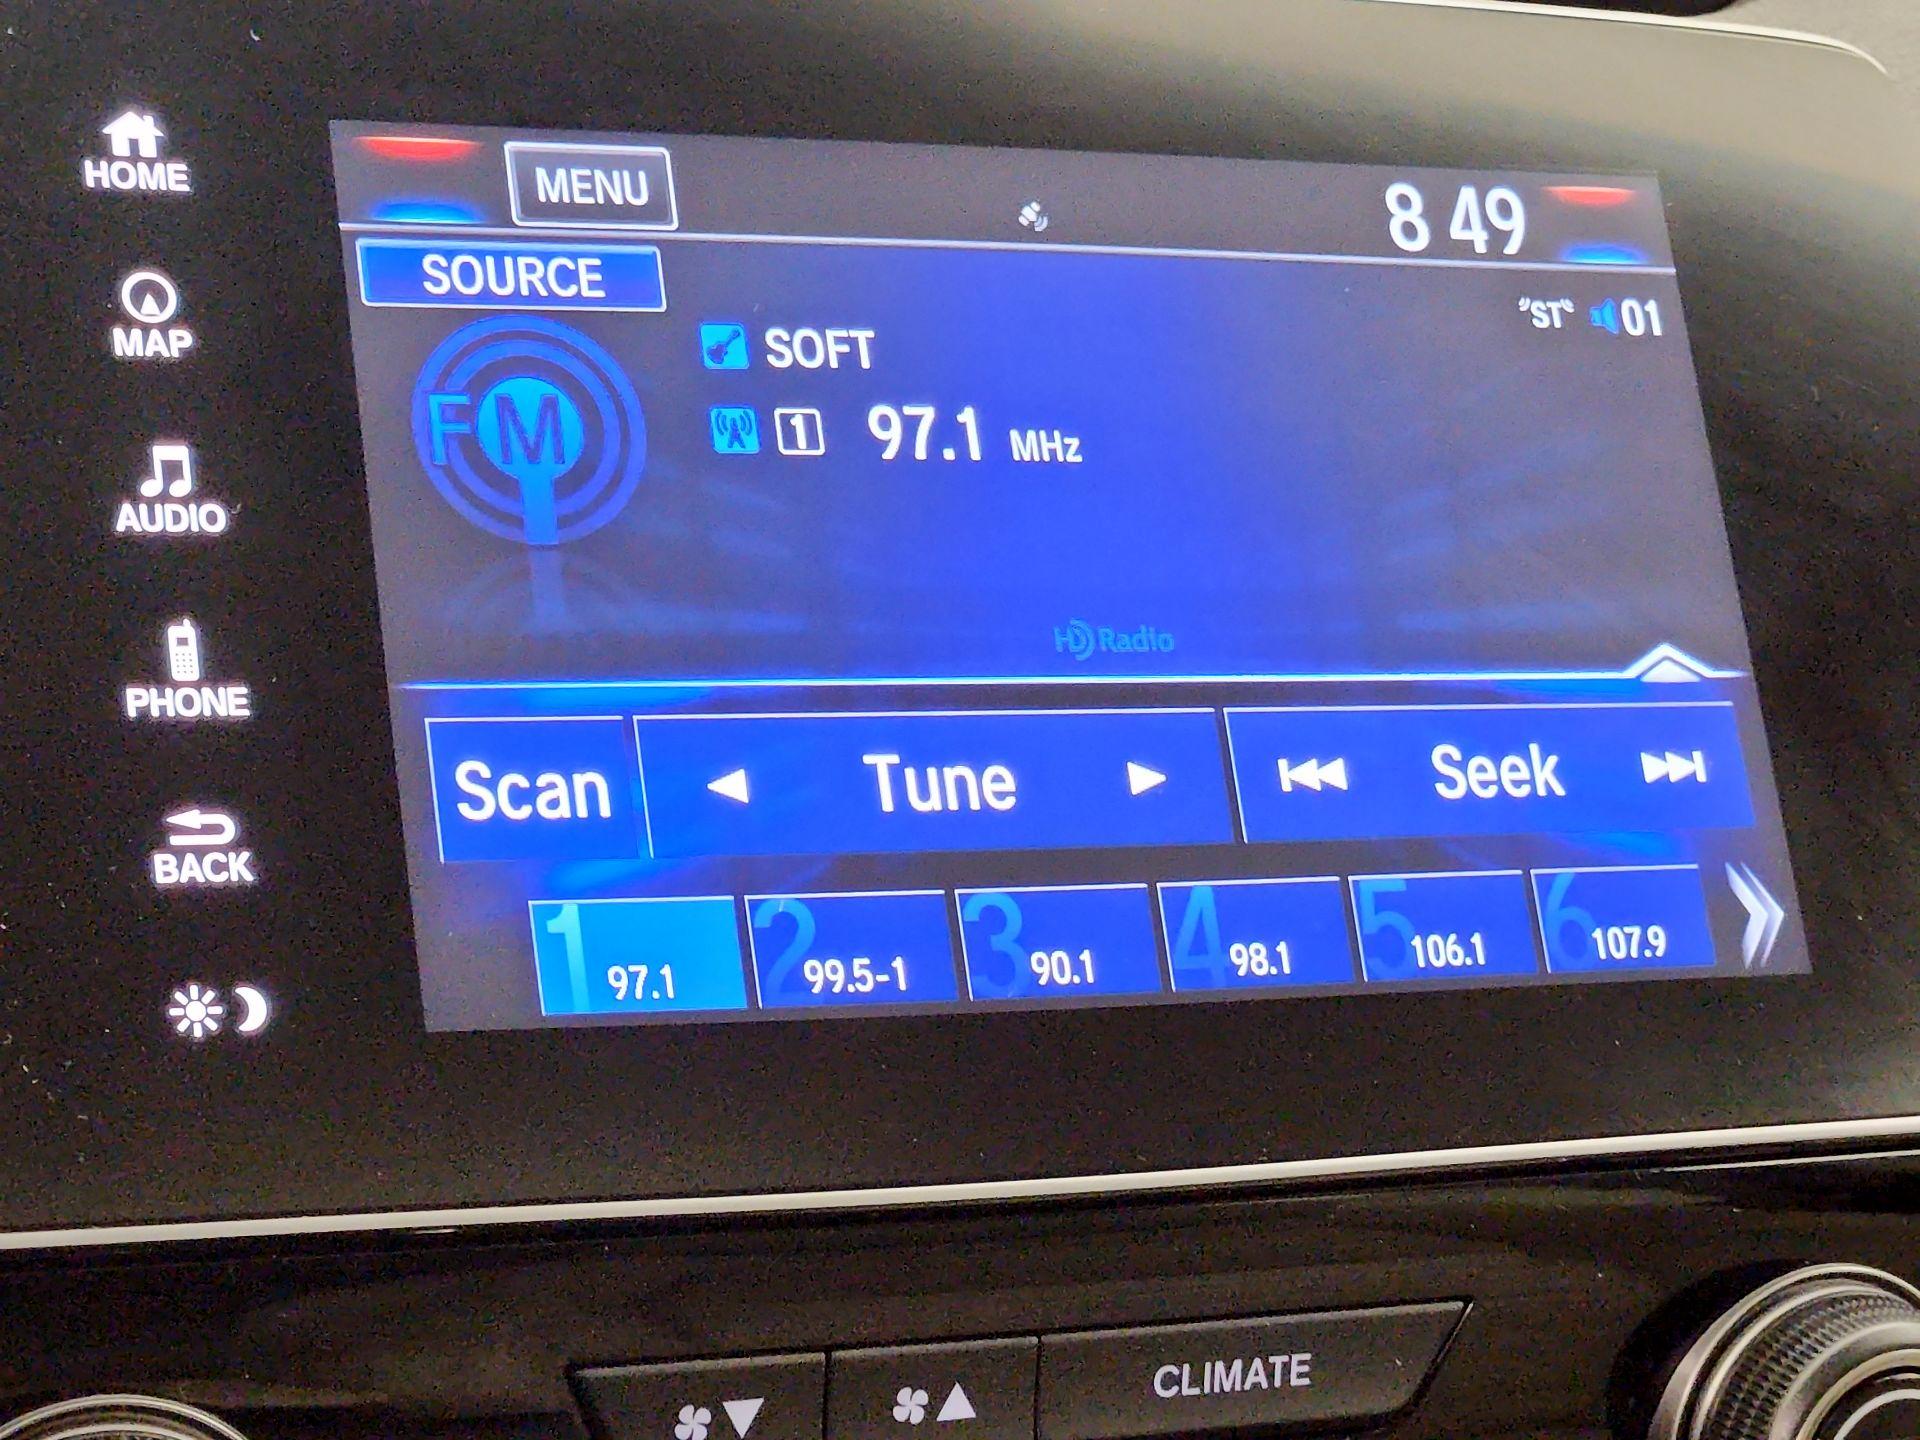 HOME
MAP
AUDIO
PHONE
BACK
MENU
8 49
SOURCE
"ST" 01
FM
SOFT
1 97.1 MHz
HD Radio
Scan
Tune
Seek
1 97.1
2 99.5-1
3 90.1
4 98.1
5 106.1
6 107.9
CLIMATE